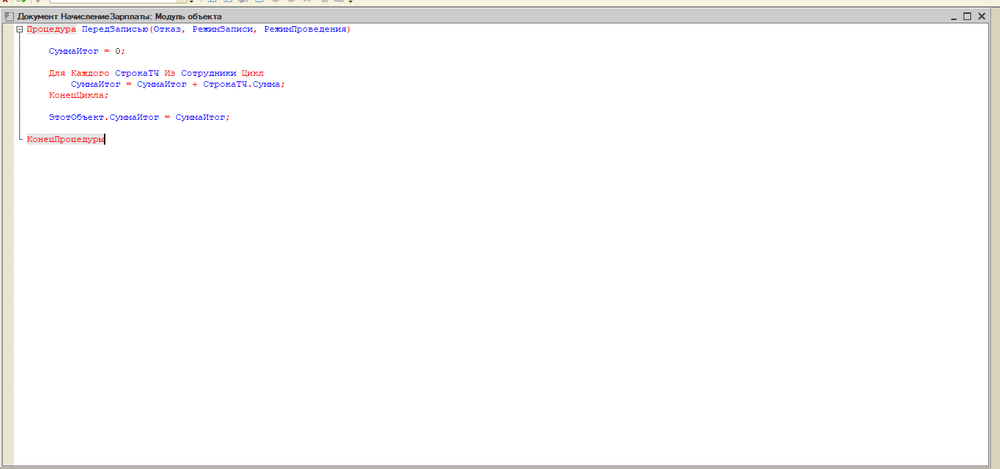 Документ НачислениеЗарплаты: Модуль объекта
Процедура ПередЗаписью(Отказ, РежимЗаписи, РежимПроведения)
СуммаИтог = 0;
Для Каждого СтрокаТЧ Из Сотрудники Цикл
СуммаИтог = СуммаИтог + СтрокаТЧ.Сумма;
КонецЦикла;
ЭтотОбъект.СуммаИтог = СуммаИтог;
КонецПроцедуры